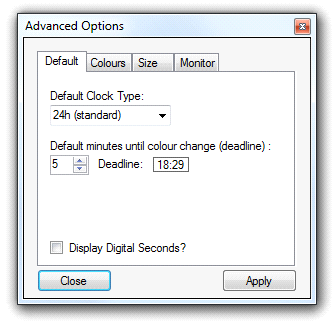 Advanced Options
Default Colours Size Monitor
Default Clock Type:
24h (standard)
Default minutes until colour change (deadline) :
5 Deadline: 18:29
Display Digital Seconds?
Close Apply